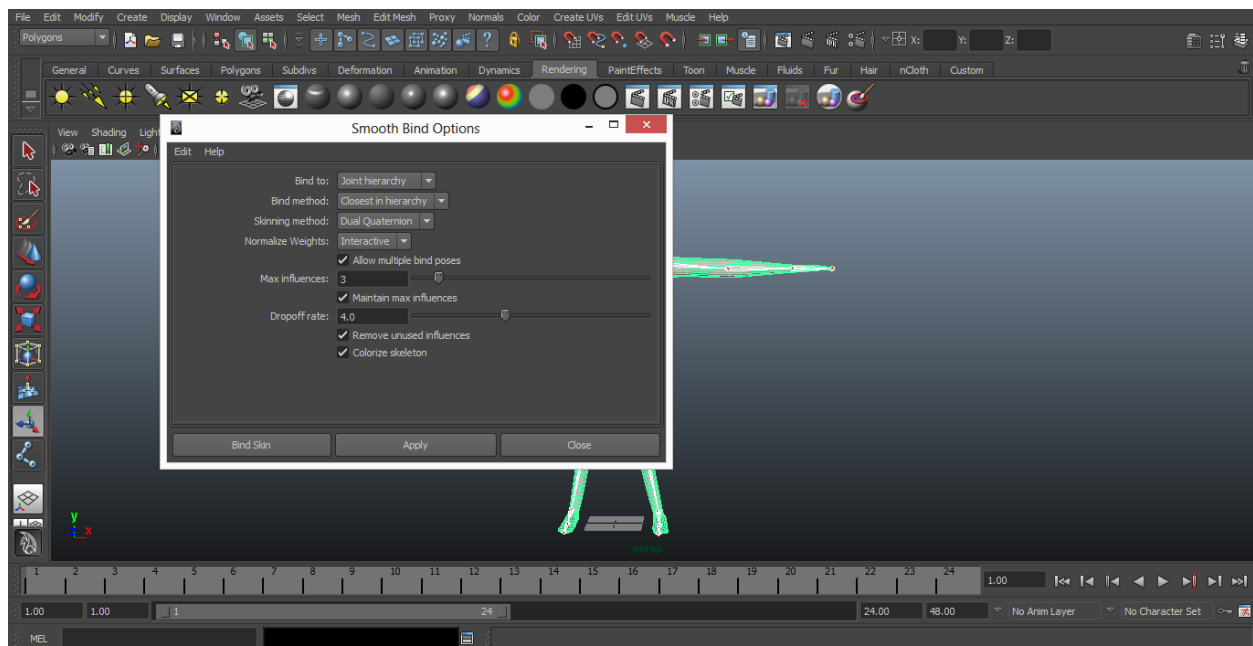 File Edit Modify Create Display Window Assets Select Mesh Edit Mesh Proxy Normals Color Create UVs Edit UVs Muscle Help
Polygons X: Y: Z:
General Curves Surfaces Polygons Subdivs Deformation Animation Dynamics Rendering PaintEffects Toon Muscle Fluids Fur Hair nCloth Custom
View Shading Light
Smooth Bind Options
Edit Help
Bind to: Joint hierarchy
Bind method: Closest in hierarchy
Skinning method: Dual Quaternion
Normalize Weights: Interactive
Allow multiple bind poses
Max influences: 3
Maintain max influences
Dropoff rate: 4.0
Remove unused influences
Colorize skeleton
Bind Skin Apply Close
y
z x
persp
1 2 3 4 5 6 7 8 9 10 11 12 13 14 15 16 17 18 19 20 21 22 23 24 1.00
1.00 1.00 1 24 24.00 48.00 No Anim Layer No Character Set
MEL